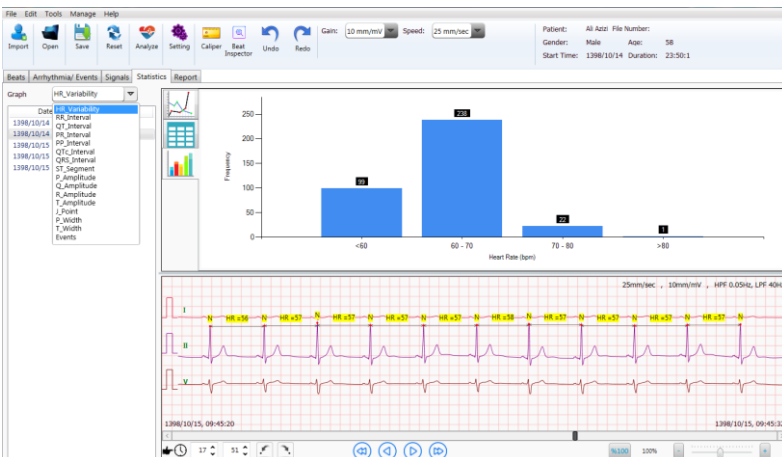 File Edit Tools Manage Help
Gain: 10 mm/mV Speed: 25 mm/sec
Patient: Ali Azizi File Number:
Gender: Male Age: 58
Start Time: 1398/10/14 Duration: 23:50:1
Import Open Save Reset Analyze Setting Caliper Beat Inspector Undo Redo
Beats Arrhythmia/ Events Signals Statistics Report
Graph HR_Variability
Date
1398/10/14
1398/10/14
1398/10/15
1398/10/15
1398/10/15
HR_Variability
RR_Interval
QT_Interval
PR_Interval
PP_Interval
QTc_Interval
QRS_Interval
ST_Segment
P_Amplitude
Q_Amplitude
R_Amplitude
T_Amplitude
J_Point
P_Width
T_Width
Events
Frequency
250
200
150
100
50
0
99 238 22 1
<60 60 - 70 70 - 80 >80
Heart Rate (bpm)
25mm/sec , 10mm/mV , HPF 0.05Hz, LPF 40H
I
N HR =56 N HR =57 N HR =57 N HR =57 N HR =57 N HR =58 N HR =57 N HR =57 N HR =57 N HR =57 N
II
V
1398/10/15, 09:45:20 1398/10/15, 09:45:3
17 51 %100 100%